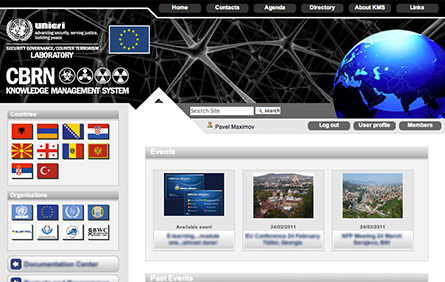 Home Contacts Agenda Directory About KMS Links
unicri
advancing security, serving justice,
building peace
SECURITY GOVERNANCE/COUNTER TERRORISM
LABORATORY
CBRN
KNOWLEDGE MANAGEMENT SYSTEM
Search Site search
Pavel Maximov Log out User profile Members
Countries
Events
Available soon!
E-learning...module
one...almost done!
24/02/2011
EU Conference 24 February
Tbilisi, Georgia
24/03/2011
NFP Meeting 24 March
Sarajevo, BIH
Organizations
EUROPOL
BWC
Documentation Center
Past Events